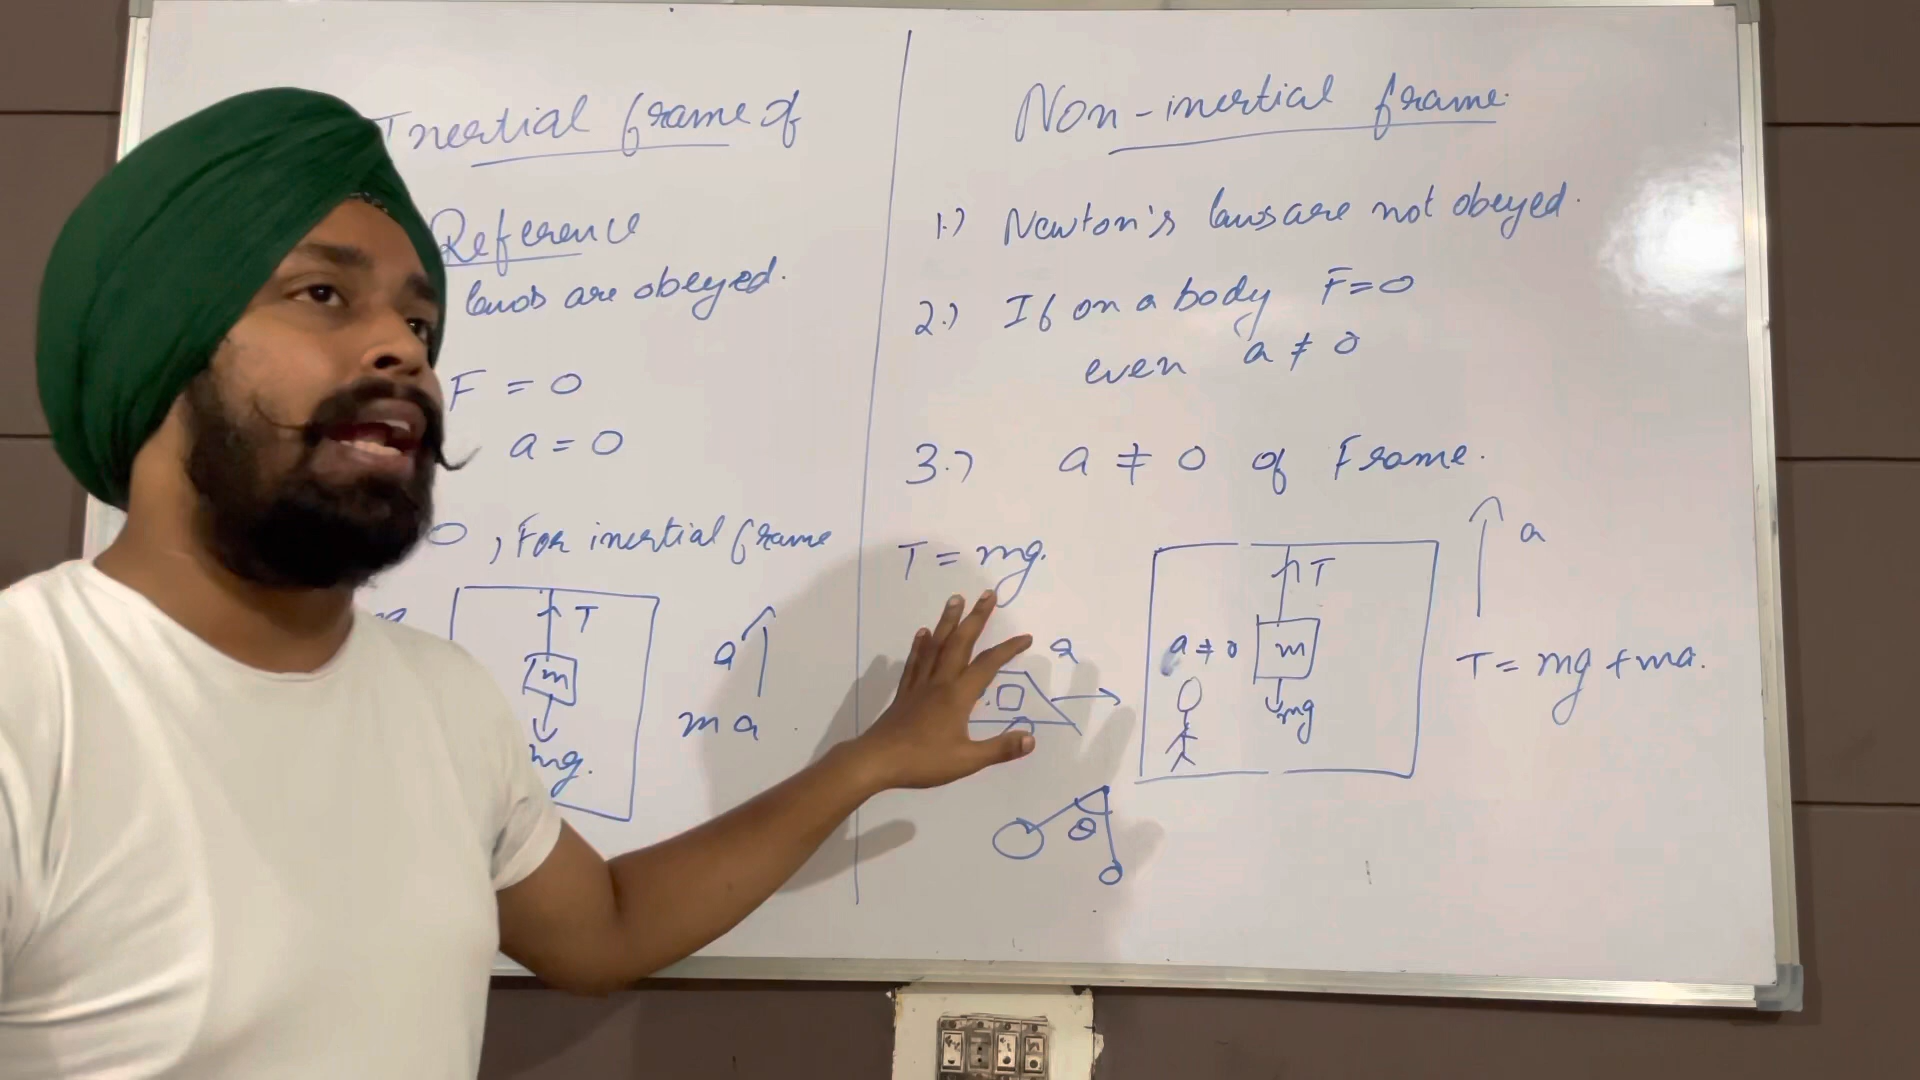 Inertial frame of
Reference
laws are obeyed.
F = 0
a = 0
0, For inertial frame
T
m
mg.
a
ma
Non-inertial frame.
1.) Newton's laws are not obeyed.
2.) If on a body F=0
even a ≠ 0
3.) a ≠ 0 of Frame.
T = mg.
a
T
a ≠ 0
m
mg
a
T = mg + ma.
θ